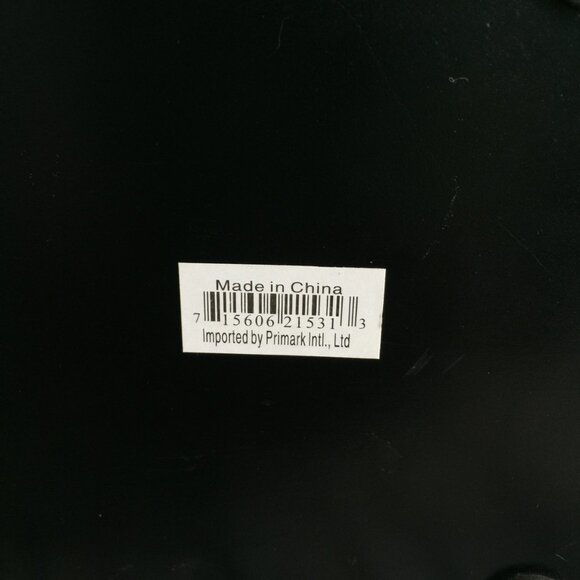 Made in China
7 15606 21531 3
Imported by Primark Intl., Ltd